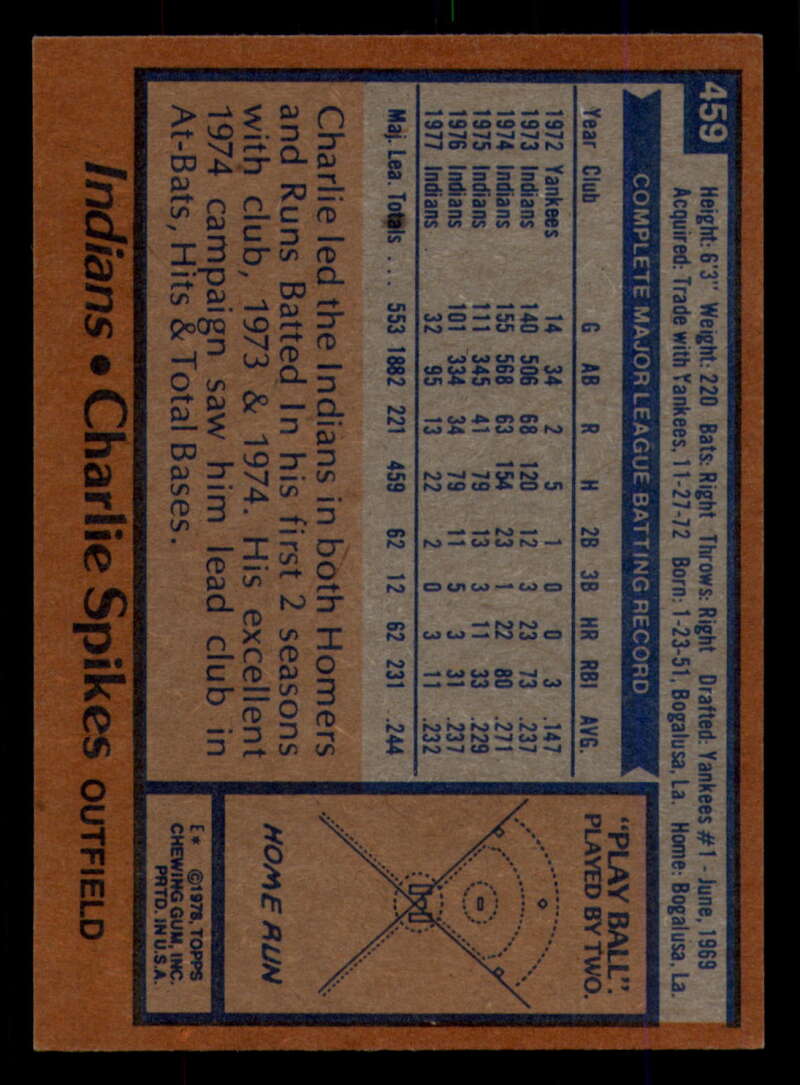 459
Height: 6'3" Weight: 220 Bats: Right Throws: Right Drafted: Yankees #1 - June, 1969
Acquired: Trade with Yankees, 11-27-72 Born: 1-23-51, Bogalusa, La. Home: Bogalusa, La.
COMPLETE MAJOR LEAGUE BATTING RECORD
Year Club G AB R H 2B 3B HR RBI AVG.
1972 Yankees 14 34 2 5 1 0 0 3 .147
1973 Indians 140 506 68 120 12 3 23 73 .237
1974 Indians 155 568 63 154 23 1 22 80 .271
1975 Indians 111 345 41 79 13 3 11 33 .229
1976 Indians 101 334 34 79 11 5 3 31 .237
1977 Indians 32 95 13 22 2 0 3 11 .232
Maj. Lea. Totals ... 553 1882 221 459 62 12 62 231 .244
Charlie led the Indians in both Homers
and Runs Batted In his first 2 seasons
with club, 1973 & 1974. His excellent
1974 campaign saw him lead club in
At-Bats, Hits & Total Bases.
"PLAY BALL":
PLAYED BY TWO.
HOME RUN
E* ©1978, TOPPS
CHEWING GUM, INC.
PRTD. IN U.S.A.
Indians • Charlie Spikes OUTFIELD